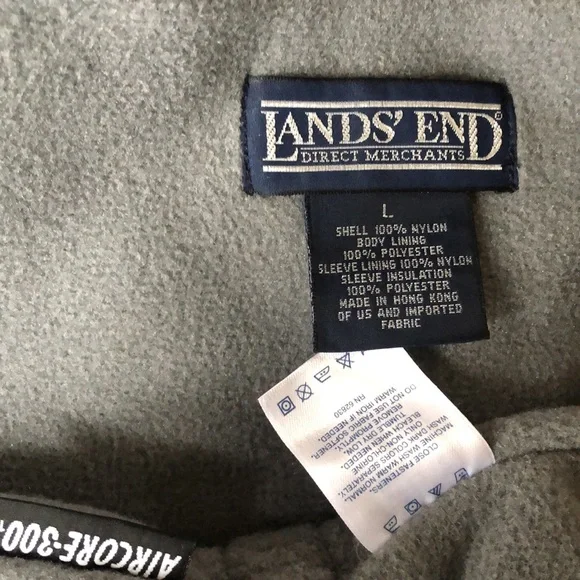 LANDS' END®
DIRECT MERCHANTS
L
SHELL 100% NYLON
BODY LINING
100% POLYESTER
SLEEVE LINING 100% NYLON
SLEEVE INSULATION
100% POLYESTER
MADE IN HONG KONG
OF US AND IMPORTED
FABRIC
CLOSE FASTENERS.
MACHINE WASH WARM NORMAL.
WASH DARK COLORS SEPARATELY.
ONLY NON-CHLORINE
BLEACH WHEN NEEDED.
TUMBLE DRY LOW.
REMOVE PROMPTLY.
DO NOT USE FABRIC SOFTENER.
WARM IRON IF NEEDED.
RN 62830
AIRCORE-300